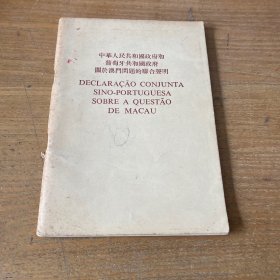 中華人民共和國政府和
葡萄牙共和國政府
關於澳門問題的聯合聲明
DECLARAÇÃO CONJUNTA
SINO-PORTUGUESA
SOBRE A QUESTÃO
DE MACAU